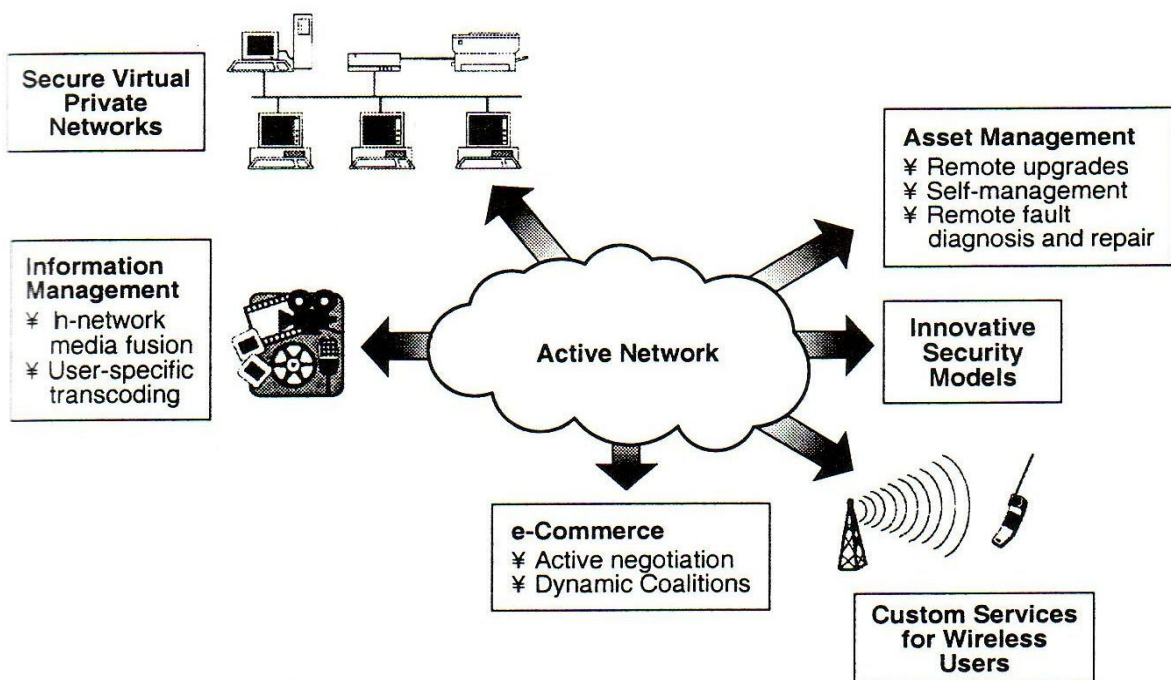 Secure Virtual
Private
Networks
Asset Management
¥ Remote upgrades
¥ Self-management
¥ Remote fault
diagnosis and repair
Information
Management
¥ In-network
media fusion
¥ User-specific
transcoding
Active Network
Innovative
Security
Models
e-Commerce
¥ Active negotiation
¥ Dynamic Coalitions
Custom Services
for Wireless
Users